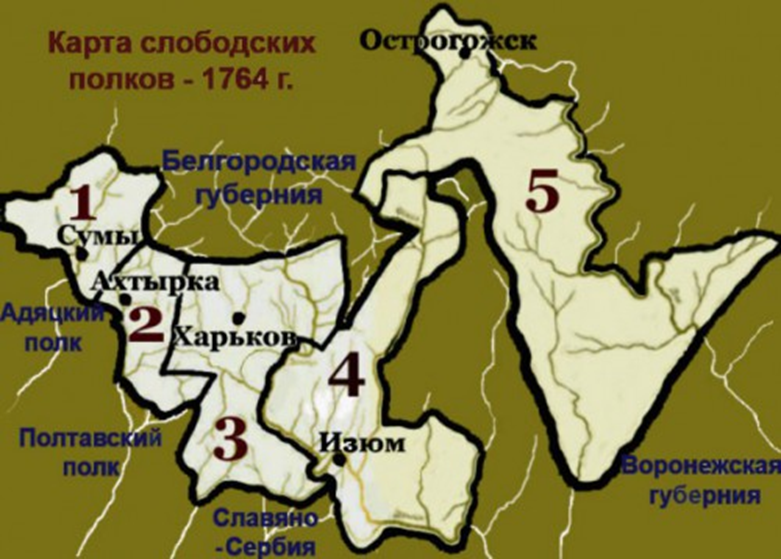 Карта слободских
полков - 1764 г.
Острогожск
Белгородская
губерния
5
1
Сумы
Ахтырка
Адяцкий
полк
2
Харьков
4
3
Изюм
Полтавский
полк
Воронежская
губерния
Славяно
-Сербия